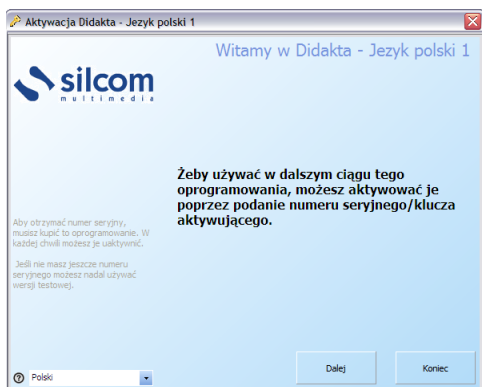 Aktywacja Didakta - Jezyk polski 1
Witamy w Didakta - Jezyk polski 1
silcom
multimedia
Żeby używać w dalszym ciągu tego
oprogramowania, możesz aktywować je
poprzez podanie numeru seryjnego/klucza
aktywującego.
Aby otrzymać numer seryjny,
musisz kupić to oprogramowanie. W
każdej chwili możesz je uaktywnić.
Jeśli nie masz jeszcze numeru
seryjnego możesz nadal używać
wersji testowej.
Polski
Dalej
Koniec